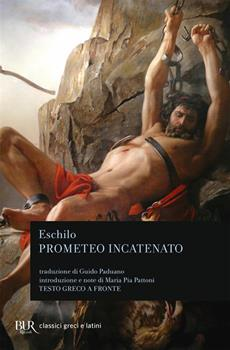 Eschilo
PROMETEO INCATENATO
traduzione di Guido Paduano
introduzione e note di Maria Pia Pattoni
TESTO GRECO A FRONTE
BUR classici greci e latini